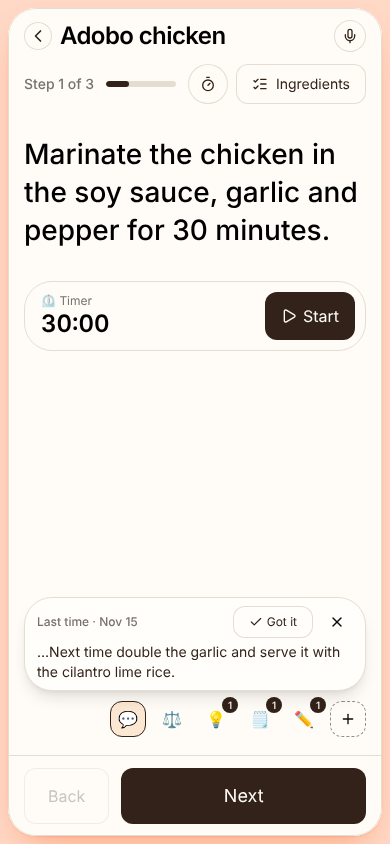 Adobo chicken
Step 1 of 3
Ingredients
Marinate the chicken in
the soy sauce, garlic and
pepper for 30 minutes.
Timer
30:00
Start
Last time · Nov 15
Got it
...Next time double the garlic and serve it with
the cilantro lime rice.
1
1
1
Back
Next